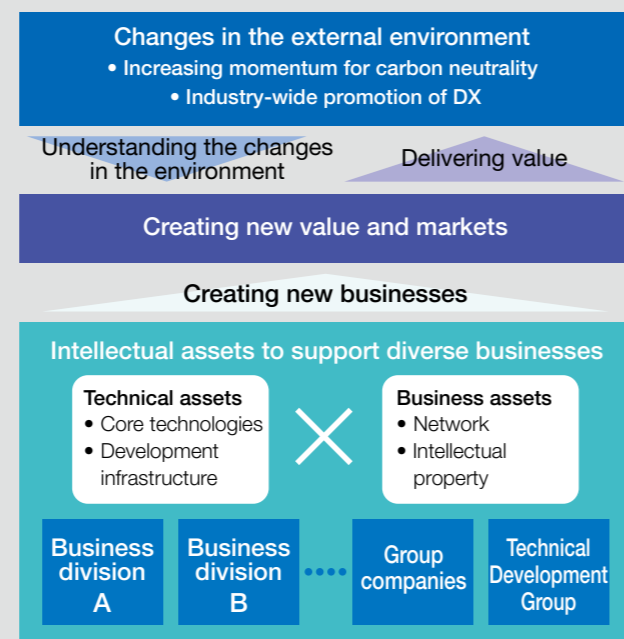 Changes in the external environment
• Increasing momentum for carbon neutrality
• Industry-wide promotion of DX
Understanding the changes
in the environment
Delivering value
Creating new value and markets
Creating new businesses
Intellectual assets to support diverse businesses
Technical assets
• Core technologies
• Development
infrastructure
Business assets
• Network
• Intellectual
property
Business
division
A
Business
division
B
Group
companies
Technical
Development
Group